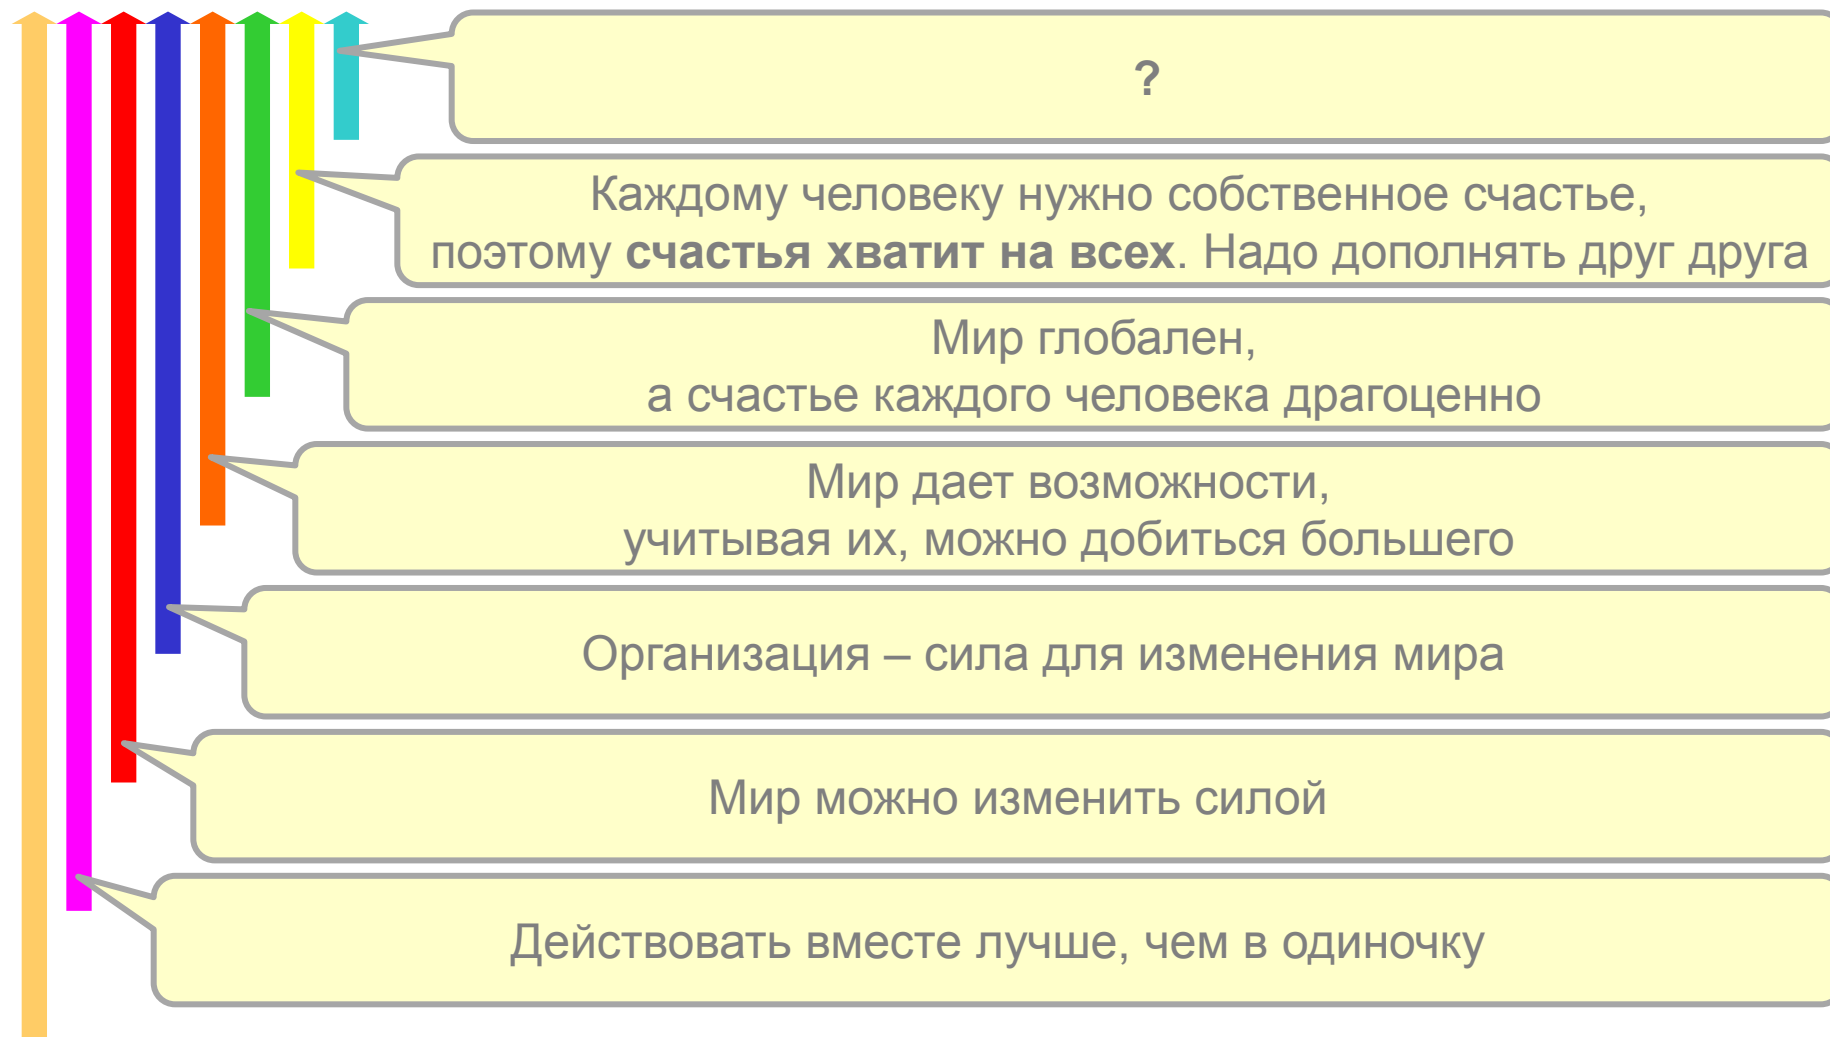 ?
Каждому человеку нужно собственное счастье,
поэтому счастья хватит на всех. Надо дополнять друг друга
Мир глобален,
а счастье каждого человека драгоценно
Мир дает возможности,
учитывая их, можно добиться большего
Организация – сила для изменения мира
Мир можно изменить силой
Действовать вместе лучше, чем в одиночку